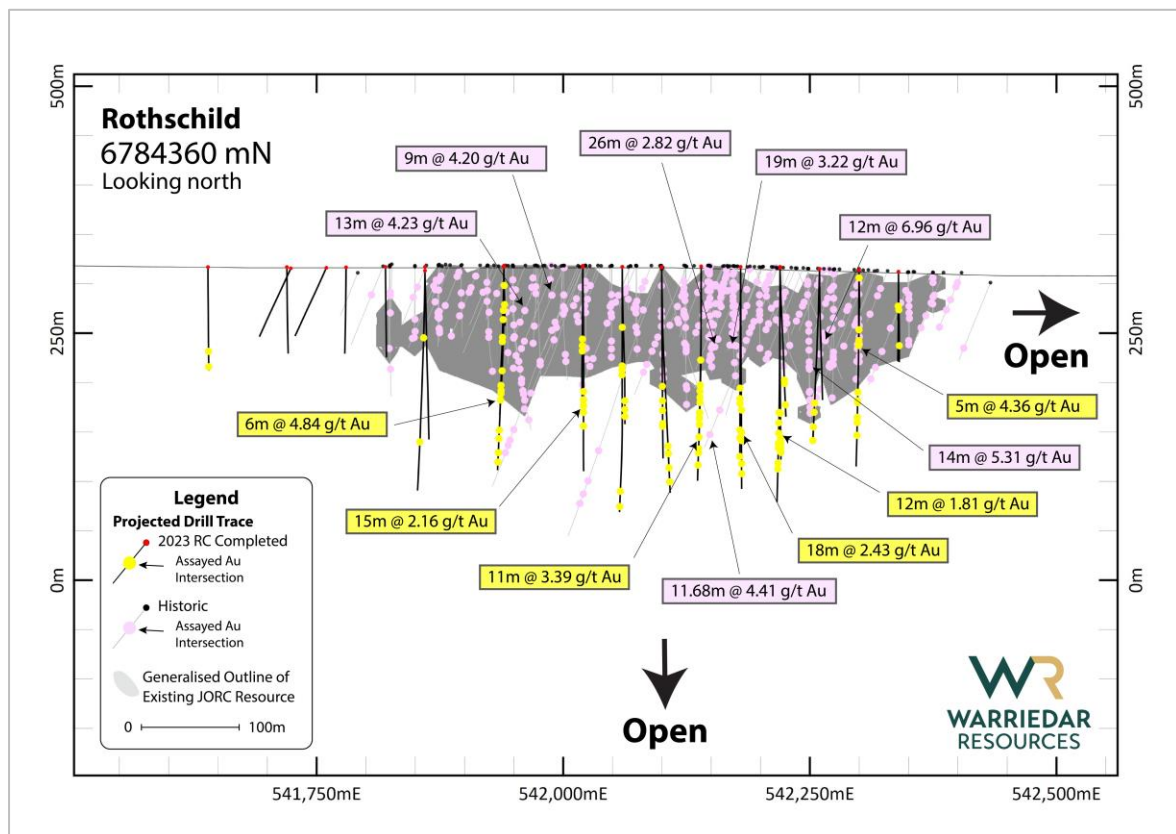 500m
500m
Rothschild
6784360 mN
Looking north
26m @ 2.82 g/t Au
9m @ 4.20 g/t Au
19m @ 3.22 g/t Au
13m @ 4.23 g/t Au
12m @ 6.96 g/t Au
250m
250m
Open
6m @ 4.84 g/t Au
5m @ 4.36 g/t Au
14m @ 5.31 g/t Au
15m @ 2.16 g/t Au
12m @ 1.81 g/t Au
18m @ 2.43 g/t Au
11m @ 3.39 g/t Au
11.68m @ 4.41 g/t Au
0m
0m
Legend
Projected Drill Trace
2023 RC Completed
Assayed Au
Intersection
Historic
Assayed Au
Intersection
Generalised Outline of
Existing JORC Resource
0 100m
Open
WR
WARRIEDAR
RESOURCES
541,750mE
542,000mE
542,250mE
542,500mE